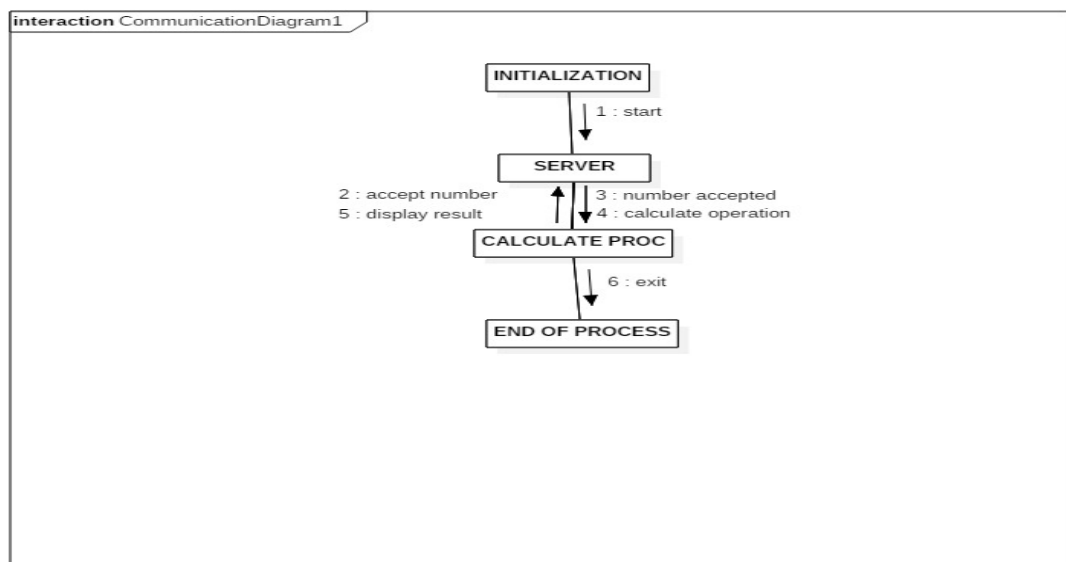 interaction CommunicationDiagram1
INITIALIZATION
1 : start
SERVER
2 : accept number
5 : display result
3 : number accepted
4 : calculate operation
CALCULATE PROC
6 : exit
END OF PROCESS